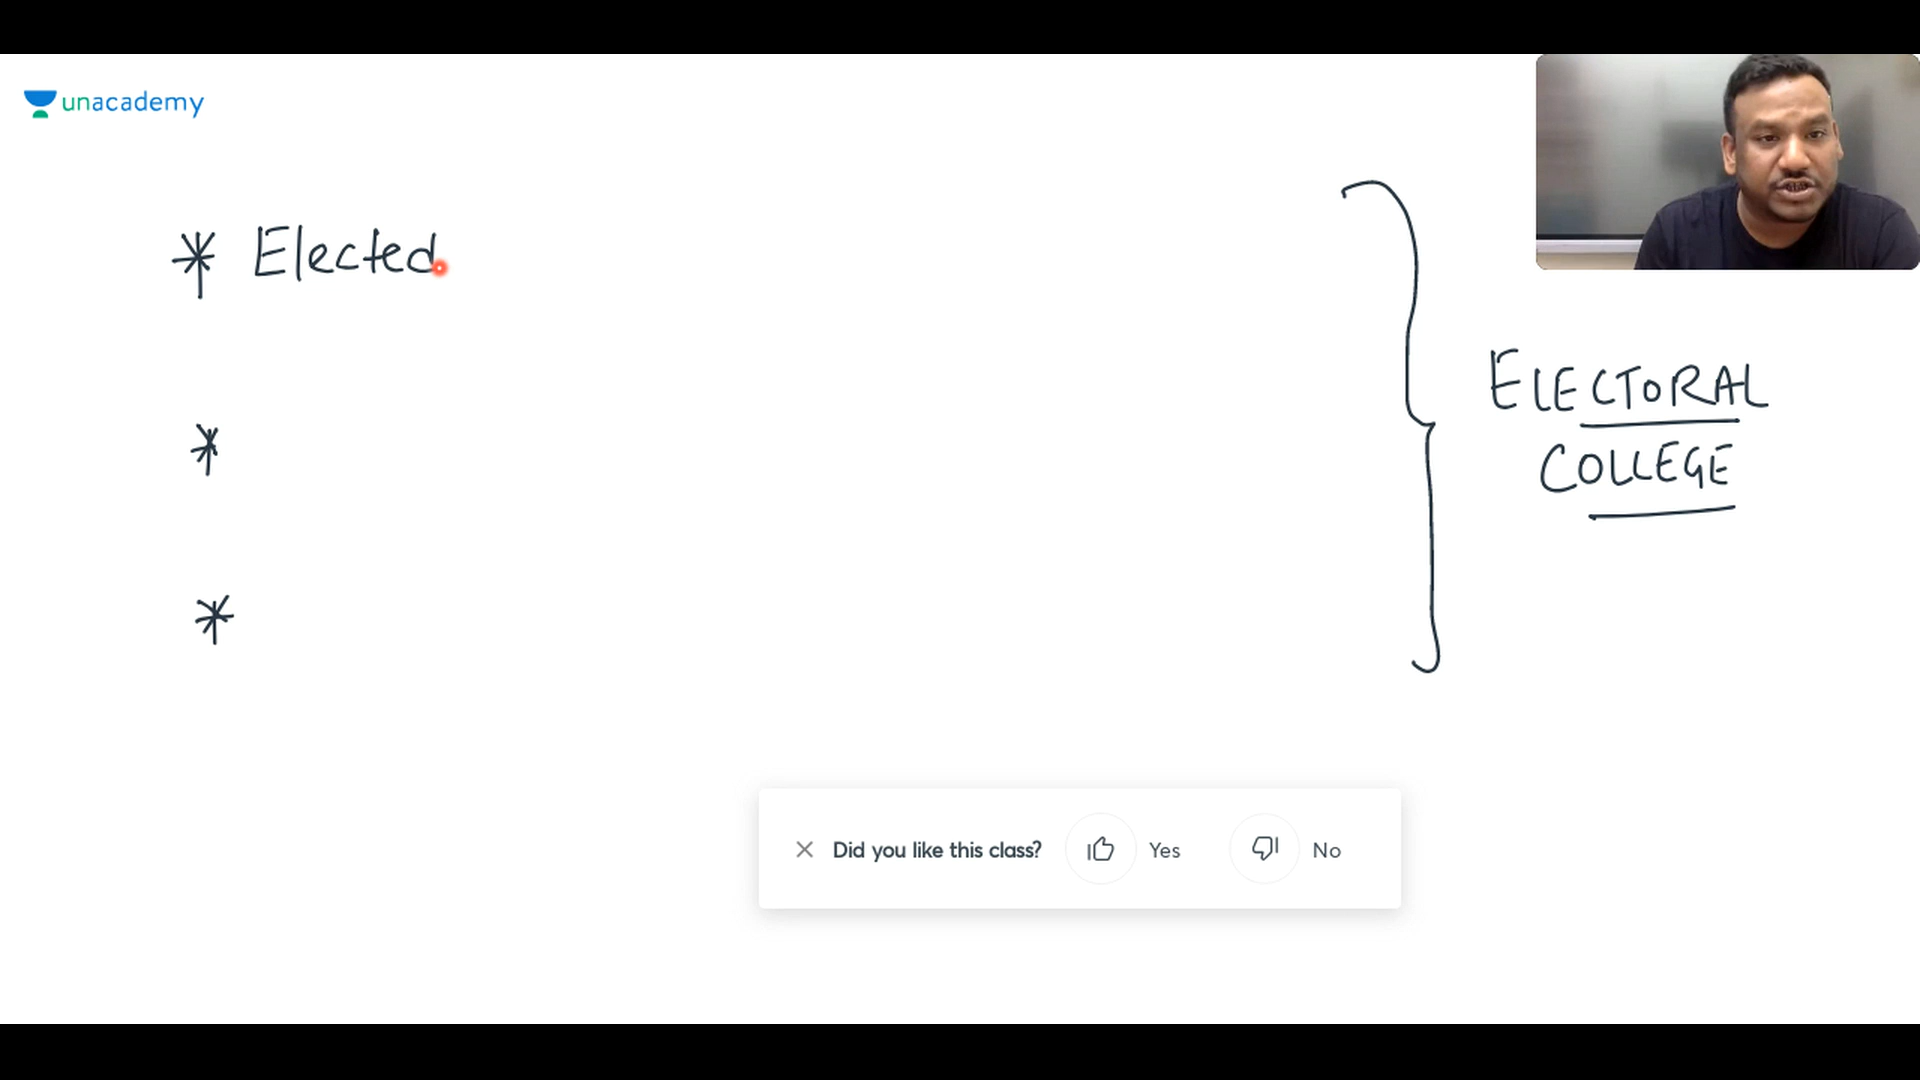 unacademy
* Elected
*
*
ELECTORAL
COLLEGE
Did you like this class? Yes No